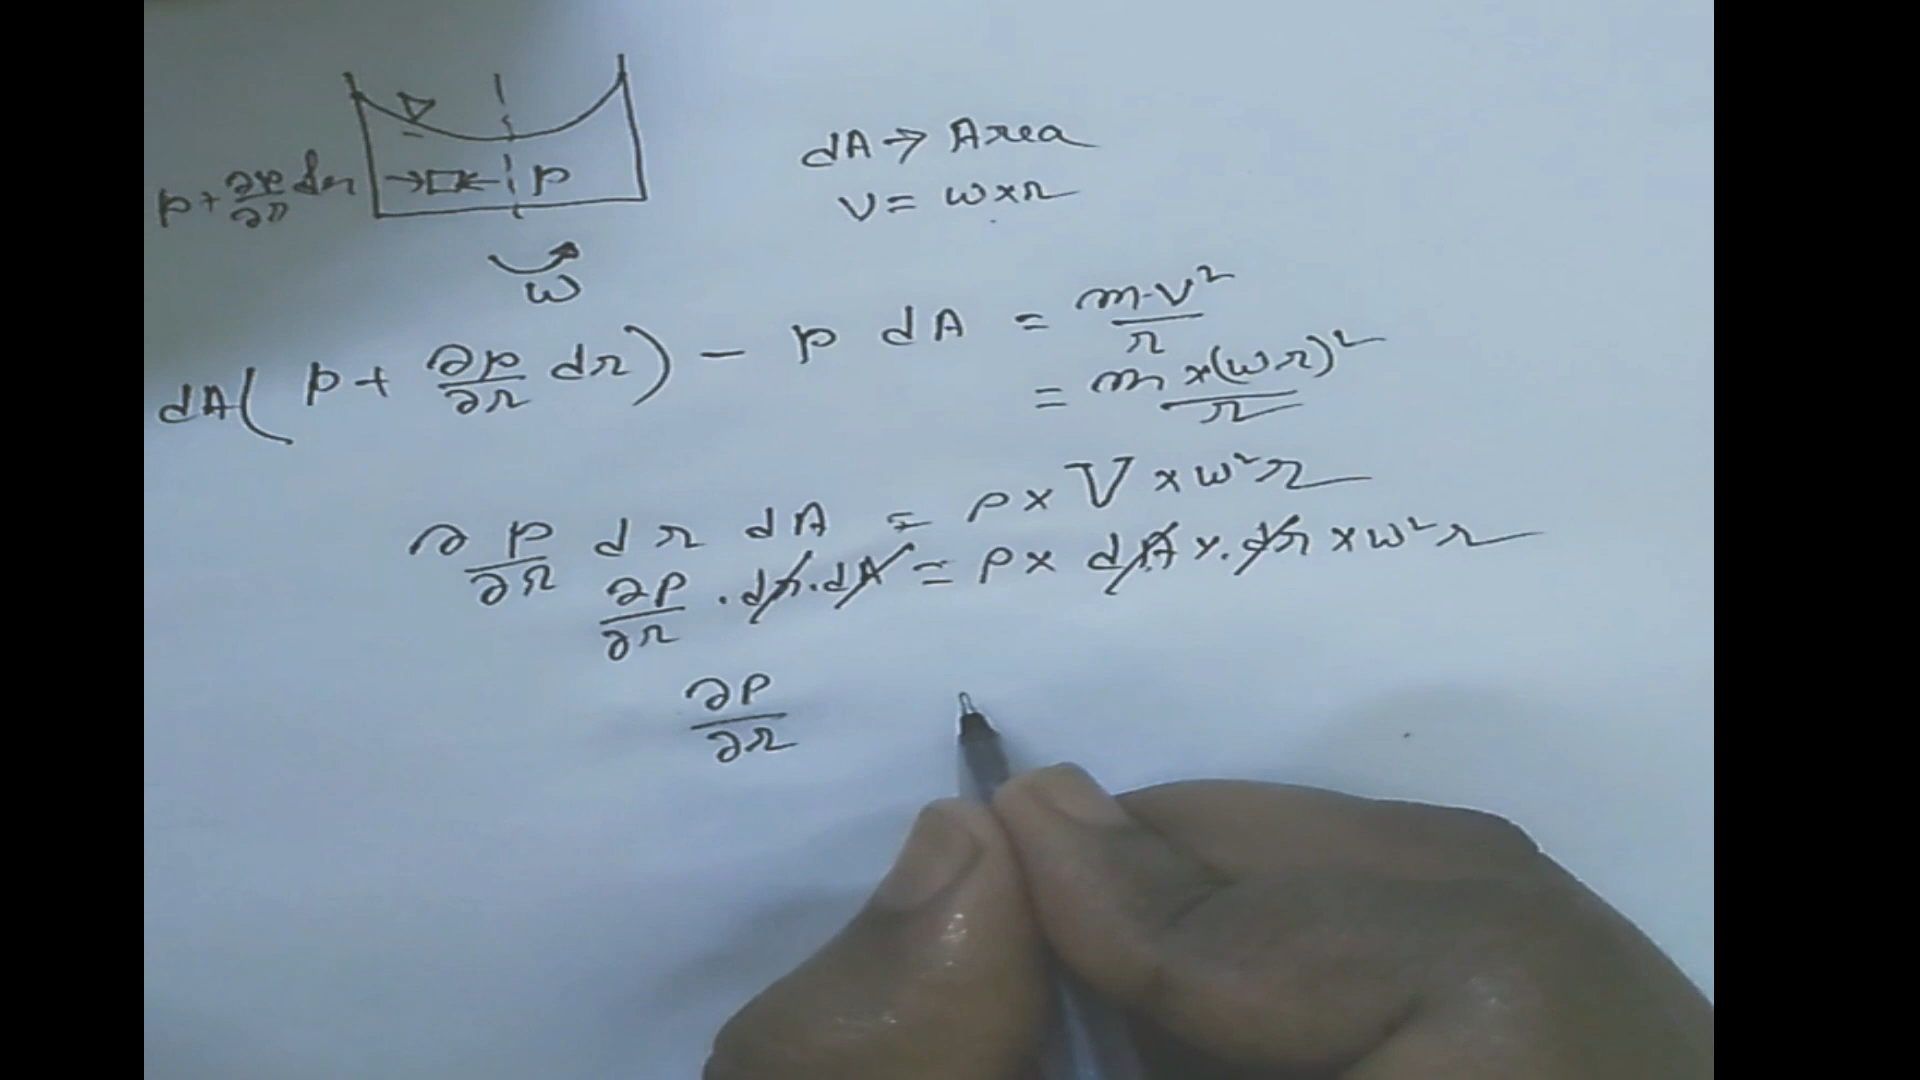 p + ∂p/∂r dr
p
ω
dA → Area
v = ω×r
dA( p + ∂p/∂r dr ) − p dA = m·v²/r
= m×(ωr)²/r
∂p/∂r dr dA = ρ × V × ω²r
∂p/∂r · dr · dA = ρ × dA × · dr × ω²r
∂p/∂r